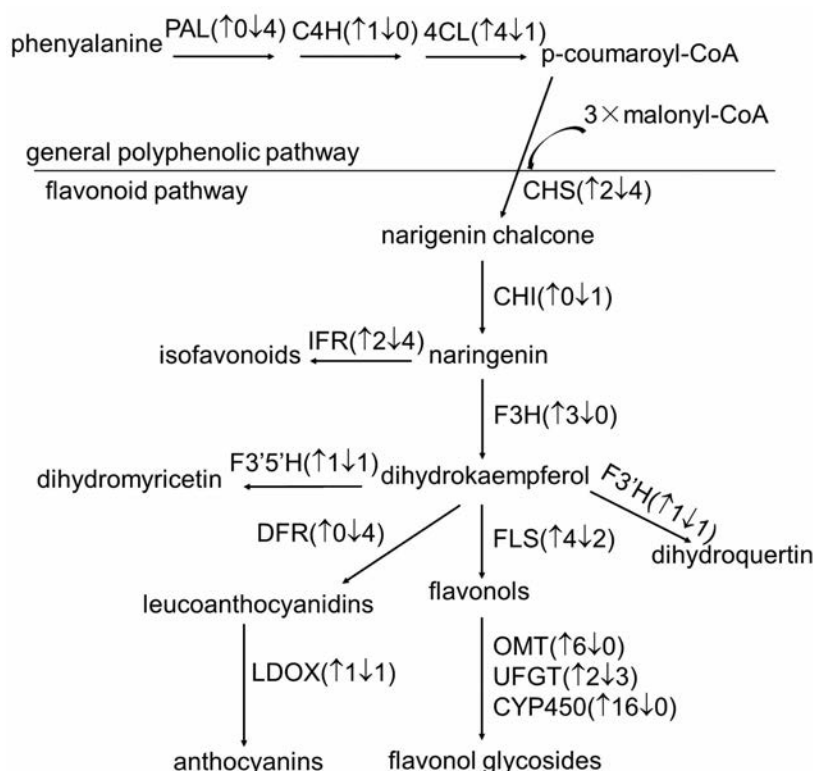 phenyalanine PAL(↑0↓4) C4H(↑1↓0) 4CL(↑4↓1)
p-coumaroyl-CoA
3×malonyl-CoA
general polyphenolic pathway
flavonoid pathway
CHS(↑2↓4)
narigenin chalcone
CHI(↑0↓1)
isofavonoids IFR(↑2↓4) naringenin
F3H(↑3↓0)
dihydromyricetin F3'5'H(↑1↓1) dihydrokaempferol F3'H(↑1↓1)
dihydroquertin
DFR(↑0↓4) FLS(↑4↓2)
leucoanthocyanidins flavonols
LDOX(↑1↓1)
OMT(↑6↓0)
UFGT(↑2↓3)
CYP450(↑16↓0)
anthocyanins flavonol glycosides